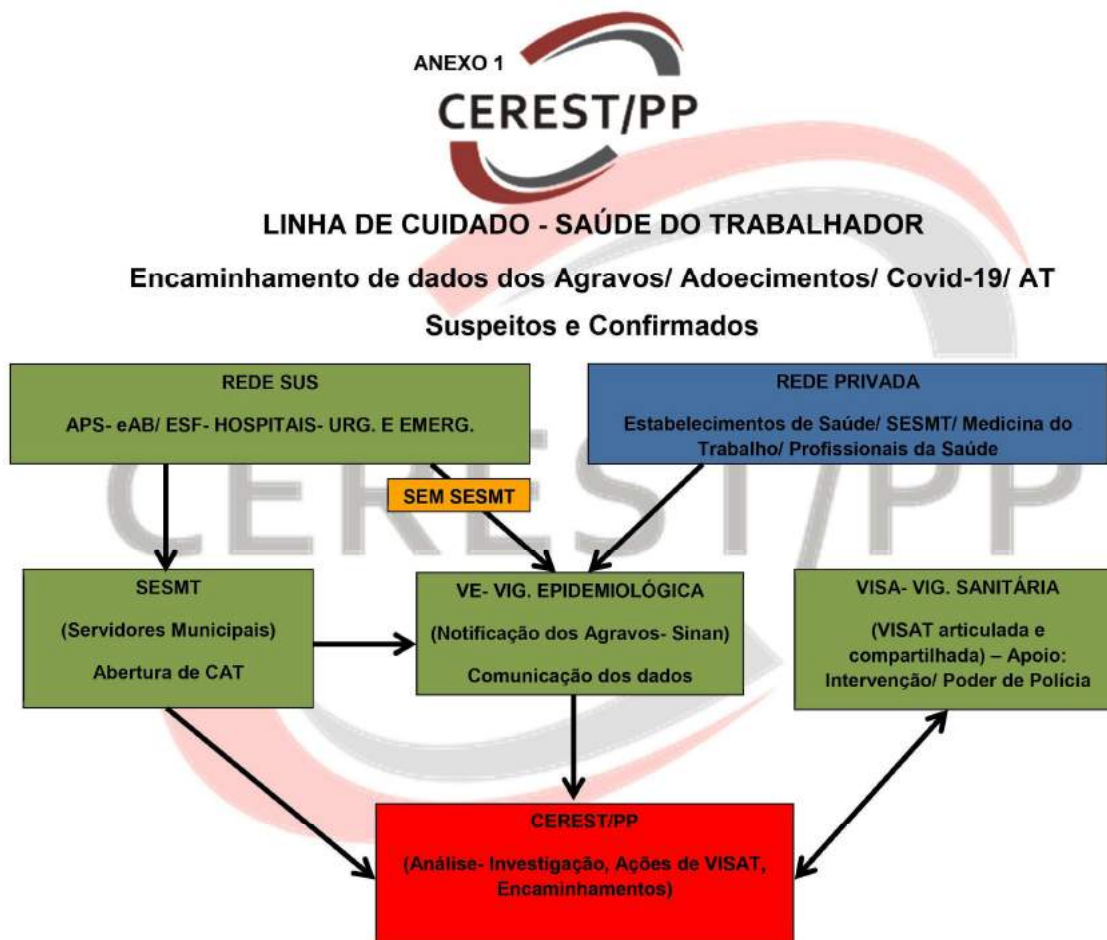 ANEXO 1
CEREST/PP
LINHA DE CUIDADO - SAÚDE DO TRABALHADOR
Encaminhamento de dados dos Agravos/ Adoecimentos/ Covid-19/ AT
Suspeitos e Confirmados
REDE SUS
APS- eAB/ ESF- HOSPITAIS- URG. E EMERG.
REDE PRIVADA
Estabelecimentos de Saúde/ SESMT/ Medicina do
Trabalho/ Profissionais da Saúde
SEM SESMT
CEREST/PP
SESMT
(Servidores Municipais)
Abertura de CAT
VE- VIG. EPIDEMIOLÓGICA
(Notificação dos Agravos- Sinan)
Comunicação dos dados
VISA- VIG. SANITÁRIA
(VISAT articulada e
compartilhada) – Apoio:
Intervenção/ Poder de Polícia
CEREST/PP
(Análise- Investigação, Ações de VISAT,
Encaminhamentos)